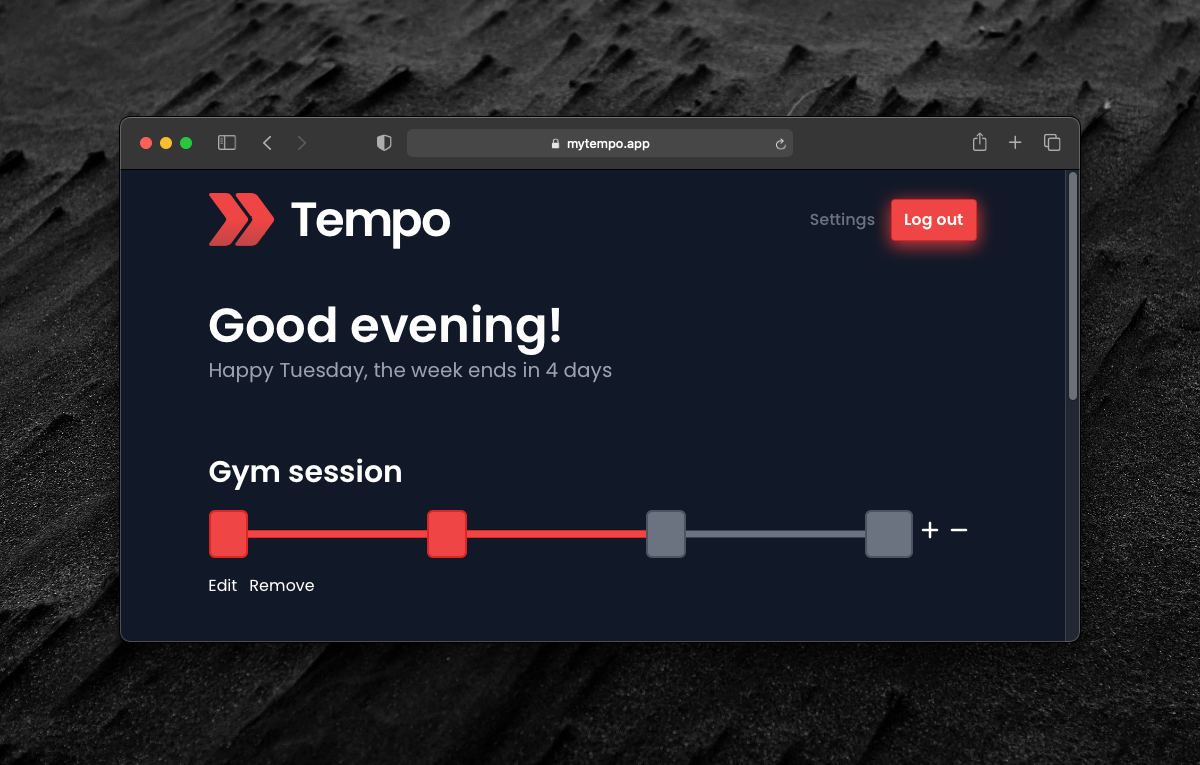 mytempo.app
Tempo
Settings
Log out
Good evening!
Happy Tuesday, the week ends in 4 days
Gym session
+ −
Edit Remove